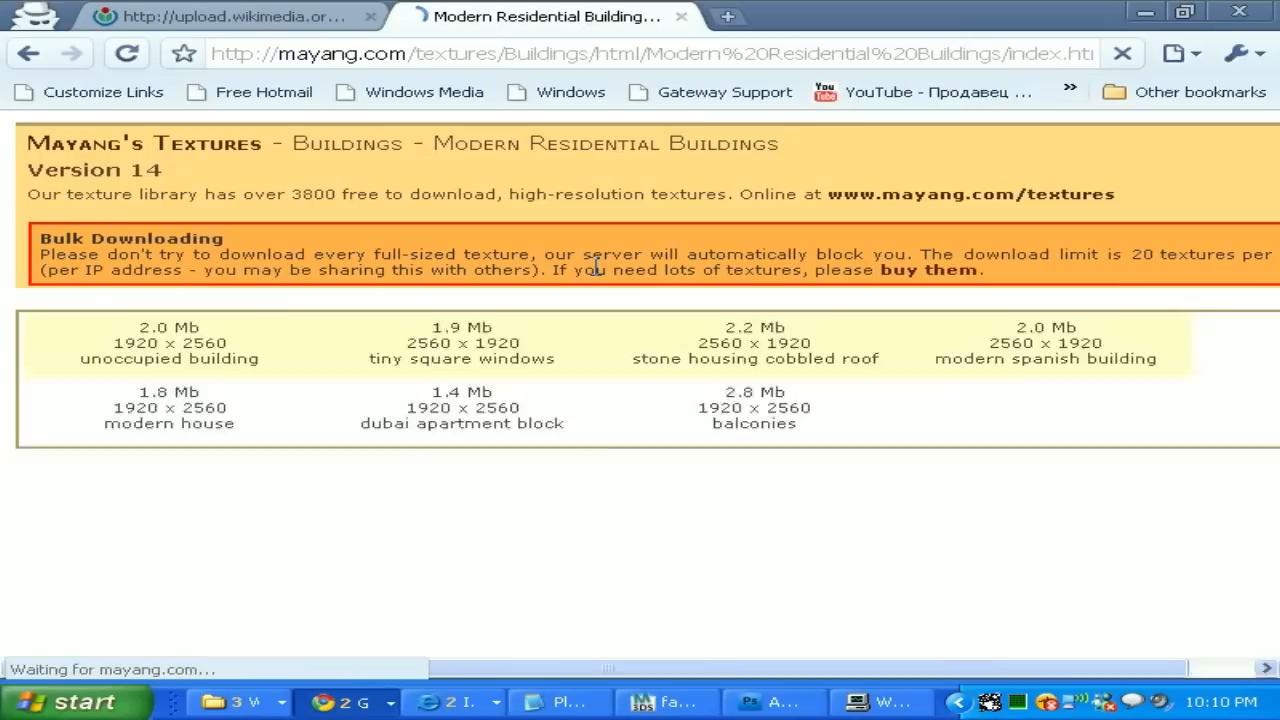 http://upload.wikimedia.or...
Modern Residential Building...
http://mayang.com/textures/Buildings/html/Modern%20Residential%20Buildings/index.htı
Customize Links
Free Hotmail
Windows Media
Windows
Gateway Support
You Tube
YouTube - Продавец ...
»
Other bookmarks
MAYANG'S TEXTURES - BUILDINGS - MODERN RESIDENTIAL BUILDINGS
Version 14
Our texture library has over 3800 free to download, high-resolution textures. Online at www.mayang.com/textures
Bulk Downloading
Please don't try to download every full-sized texture, our server will automatically block you. The download limit is 20 textures per
(per IP address - you may be sharing this with others). If you need lots of textures, please buy them.
2.0 Mb
1920 x 2560
unoccupied building
1.9 Mb
2560 x 1920
tiny square windows
2.2 Mb
2560 x 1920
stone housing cobbled roof
2.0 Mb
2560 x 1920
modern spanish building
1.8 Mb
1920 x 2560
modern house
1.4 Mb
1920 x 2560
dubai apartment block
2.8 Mb
1920 x 2560
balconies
Waiting for mayang.com...
start
3 W
2 G
2 I.
Pl...
fa...
A...
W...
10:10 PM